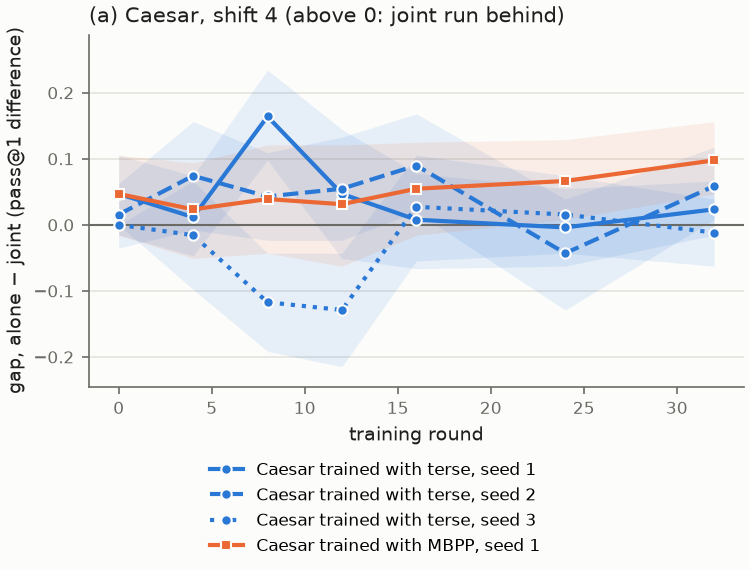 (a) Caesar, shift 4 (above 0: joint run behind)
gap, alone − joint (pass@1 difference)
0.2
0.1
0.0
−0.1
−0.2
0 5 10 15 20 25 30
training round
Caesar trained with terse, seed 1
Caesar trained with terse, seed 2
Caesar trained with terse, seed 3
Caesar trained with MBPP, seed 1